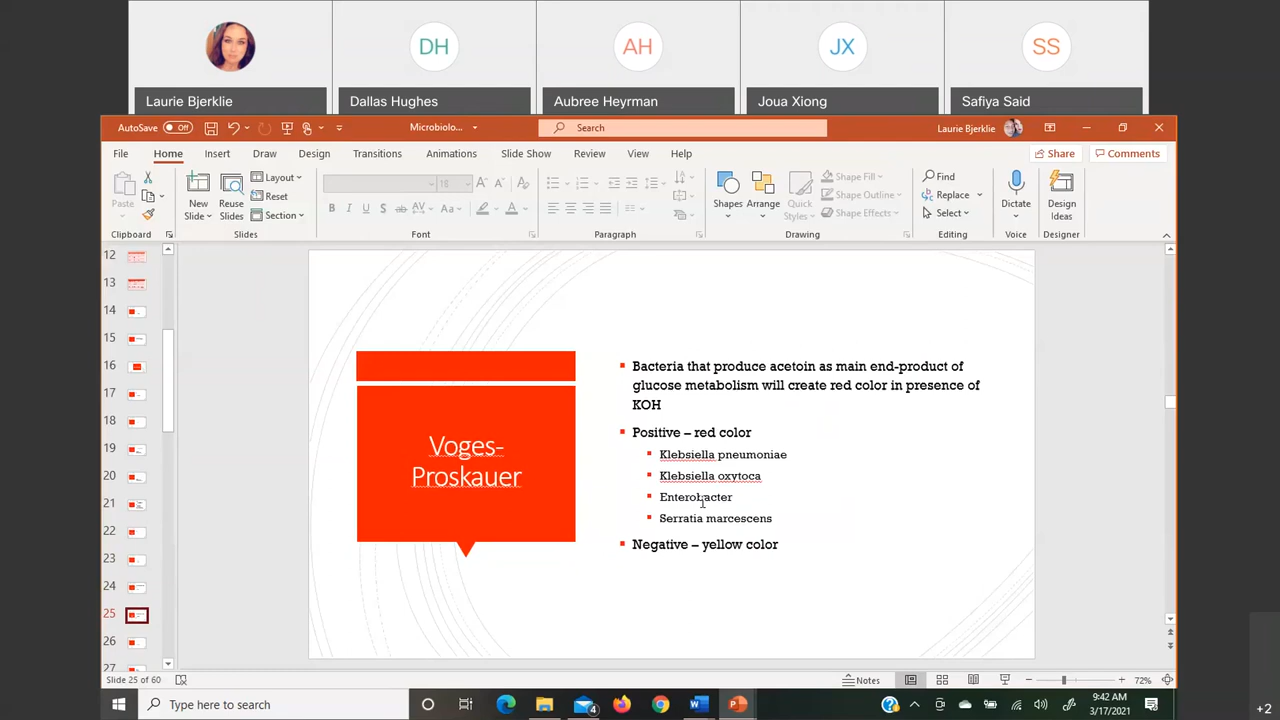 DH
AH
JX
SS
Laurie Bjerklie
Dallas Hughes
Aubree Heyrman
Joua Xiong
Safiya Said
AutoSave Off
Microbiolo...
Search
Laurie Bjerklie
File Home Insert Draw Design Transitions Animations Slide Show Review View Help
Share Comments
Paste
New Slides
Reuse Slides
Layout
Reset
Section
18
B I U S ab AV Aa A
Shapes Arrange Quick Styles
Shape Fill
Shape Outline
Shape Effects
Find
Replace
Select
Dictate
Design Ideas
Clipboard Slides Font Paragraph Drawing Editing Voice Designer
12
13
14
15
16
17
18
19
20
21
22
23
24
25
26
27
Voges-
Proskauer
Bacteria that produce acetoin as main end-product of
glucose metabolism will create red color in presence of
KOH
Positive – red color
Klebsiella pneumoniae
Klebsiella oxytoca
Enterobacter
Serratia marcescens
Negative – yellow color
Slide 25 of 60
Notes
72%
Type here to search
4
9:42 AM
3/17/2021
+2